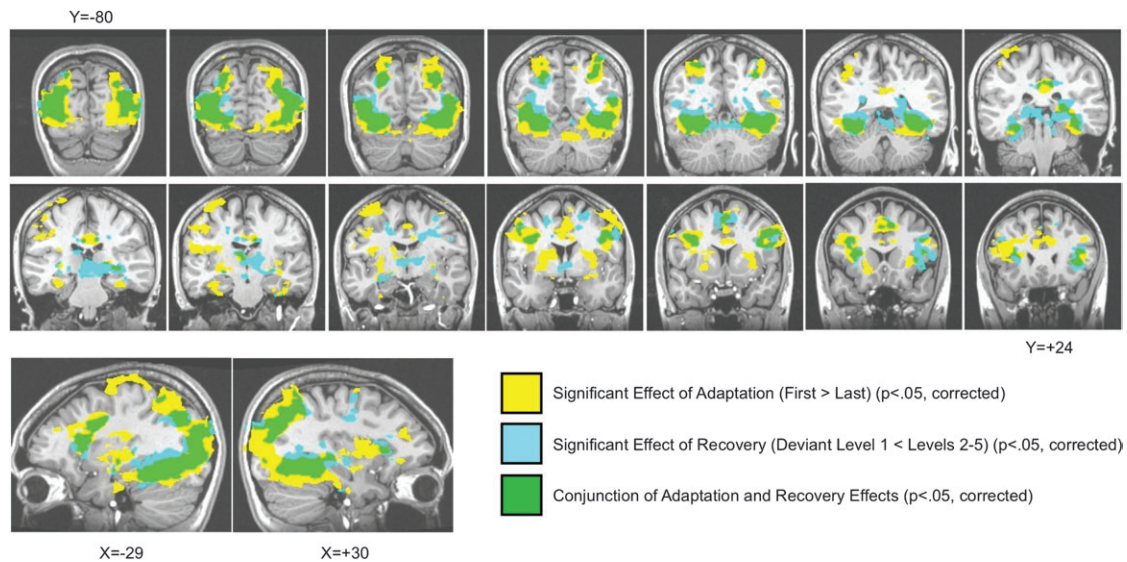 Y=-80
Y=+24
Significant Effect of Adaptation (First > Last) (p<.05, corrected)
Significant Effect of Recovery (Deviant Level 1 < Levels 2-5) (p<.05, corrected)
Conjunction of Adaptation and Recovery Effects (p<.05, corrected)
X=-29
X=+30